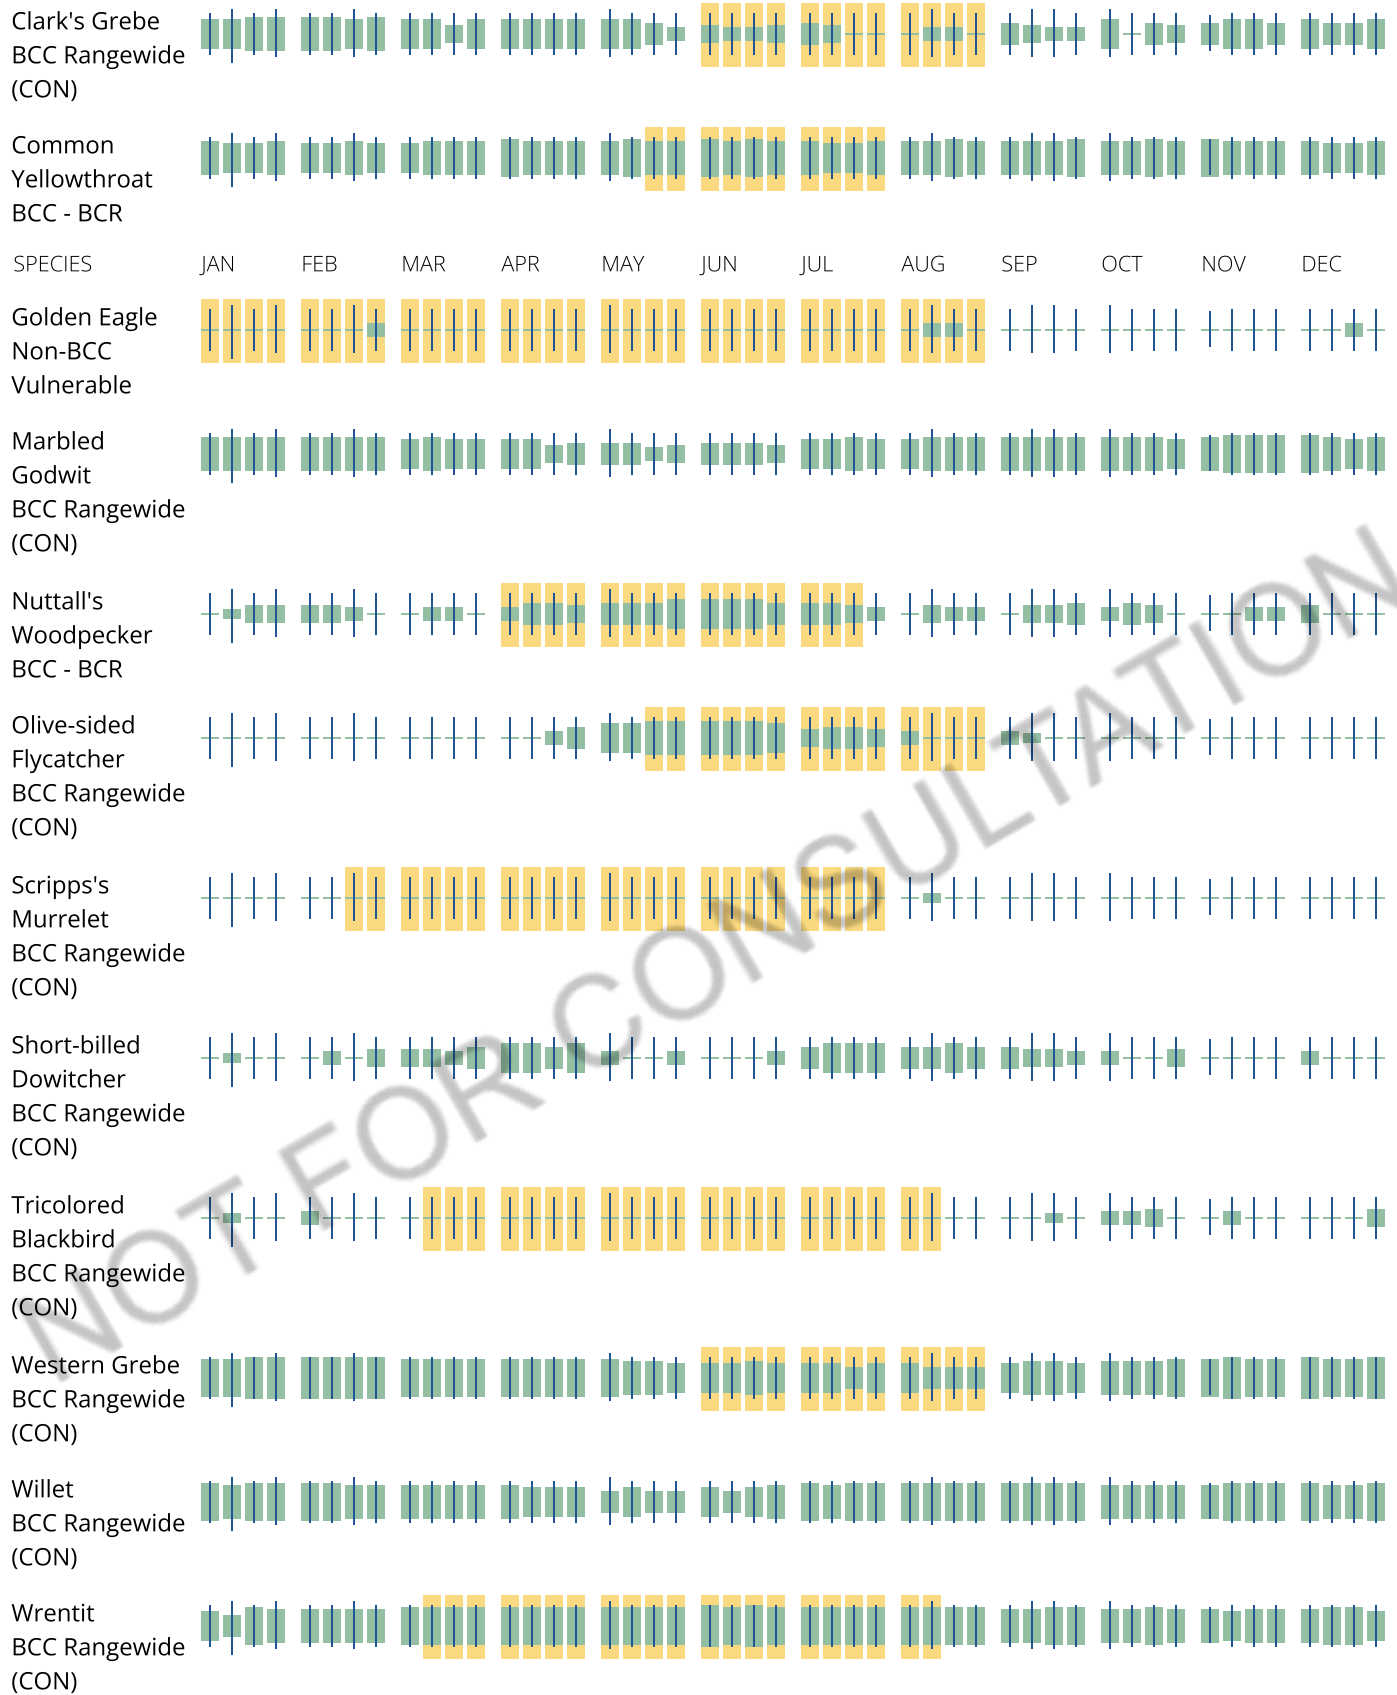 Clark's Grebe
BCC Rangewide
(CON)
Common
Yellowthroat
BCC - BCR
SPECIES JAN FEB MAR APR MAY JUN JUL AUG SEP OCT NOV DEC
Golden Eagle
Non-BCC
Vulnerable
Marbled
Godwit
BCC Rangewide
(CON)
Nuttall's
Woodpecker
BCC - BCR
Olive-sided
Flycatcher
BCC Rangewide
(CON)
Scripps's
Murrelet
BCC Rangewide
(CON)
Short-billed
Dowitcher
BCC Rangewide
(CON)
Tricolored
Blackbird
BCC Rangewide
(CON)
Western Grebe
BCC Rangewide
(CON)
Willet
BCC Rangewide
(CON)
Wrentit
BCC Rangewide
(CON)
NOT FOR CONSULTATION